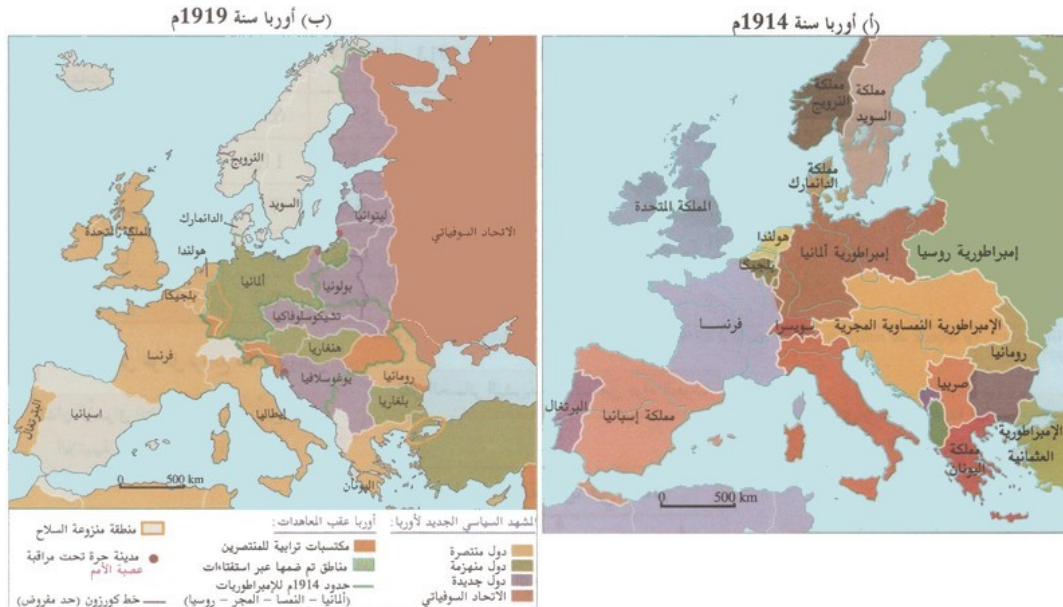 (أ) أوربا سنة 1914م
مملكة
النرويج
مملكة
السويد
مملكة
الدانمارك
المملكة المتحدة
هولندا
بلجيكا
إمبراطورية ألمانيا
إمبراطورية روسيا
فرنسا
سويسرا
الإمبراطورية النمساوية المجرية
رومانيا
صربيا
البرتغال
مملكة إسبانيا
الإمبراطورية
العثمانية
مملكة
اليونان
0 500 km
(ب) أوربا سنة 1919م
النرويج
السويد
الدانمارك
ليتوانيا
الاتحاد السوفياتي
المملكة المتحدة
هولندا
بلجيكا
ألمانيا
بولونيا
تشيكوسلوفاكيا
فرنسا
هنغاريا
رومانيا
يوغوسلافيا
بلغاريا
إيطاليا
اسبانيا
البرتغال
اليونان
0 500 km
المشهد السياسي الجديد لأوربا:
دول منتصرة
دول منهزمة
دول جديدة
الاتحاد السوفياتي
أوربا عقب المعاهدات:
مكتسبات ترابية للمنتصرين
مناطق تم ضمها عبر استفتاءات
حدود 1914م للإمبراطوريات
(ألمانيا – النمسا – المجر – روسيا)
منطقة منزوعة السلاح
مدينة حرة تحت مراقبة
عصبة الأمم
خط كورزون (حد مفروض)